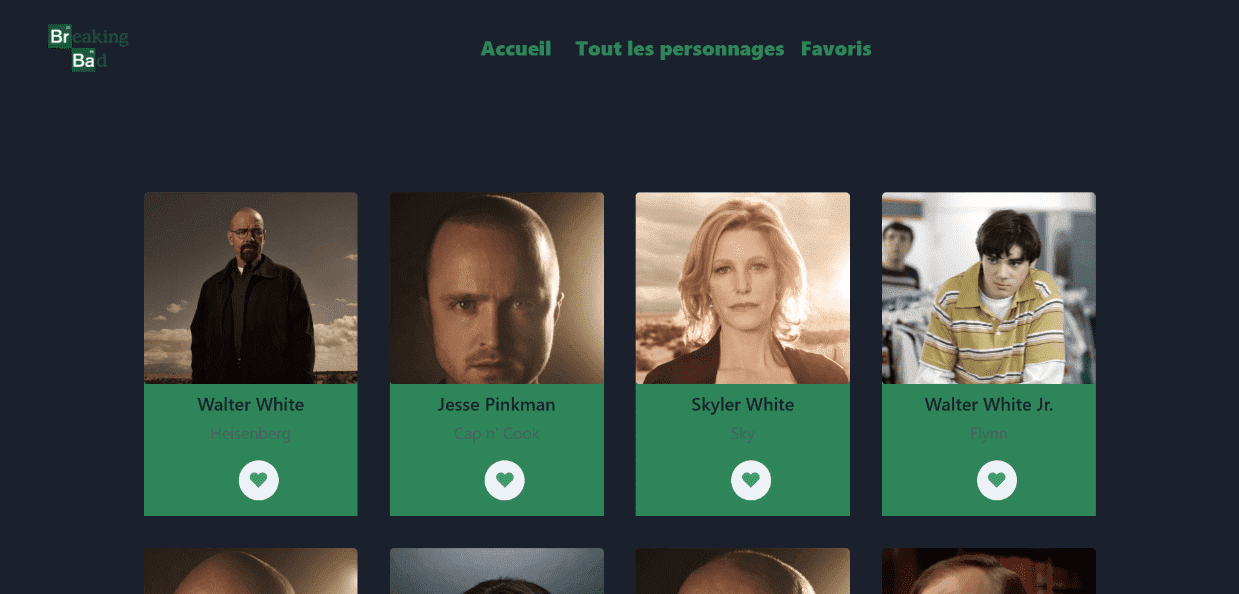 Breaking
Bad
Accueil Tout les personnages Favoris
Walter White
Heisenberg
Jesse Pinkman
Cap n' Cook
Skyler White
Sky
Walter White Jr.
Flynn